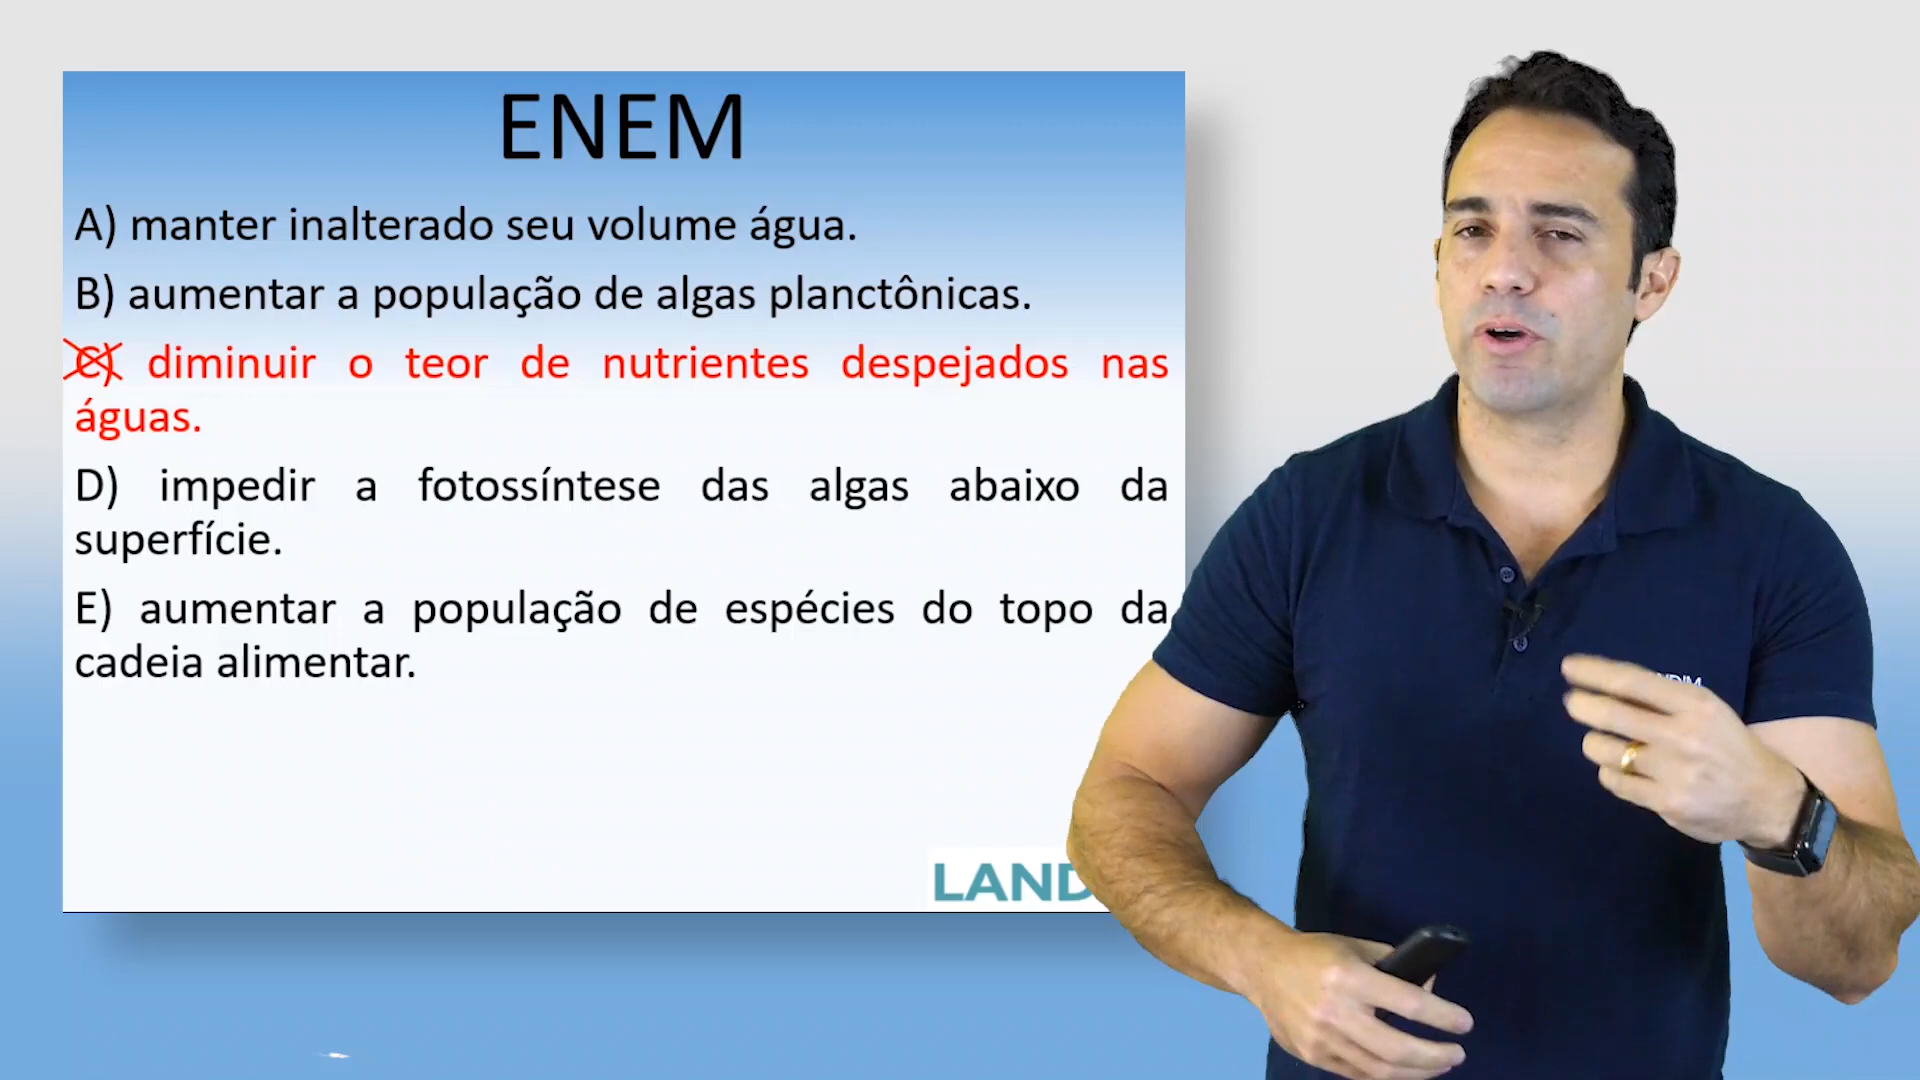 ENEM
A) manter inalterado seu volume água.
B) aumentar a população de algas planctônicas.
C) diminuir o teor de nutrientes despejados nas
águas.
D) impedir a fotossíntese das algas abaixo da
superfície.
E) aumentar a população de espécies do topo da
cadeia alimentar.